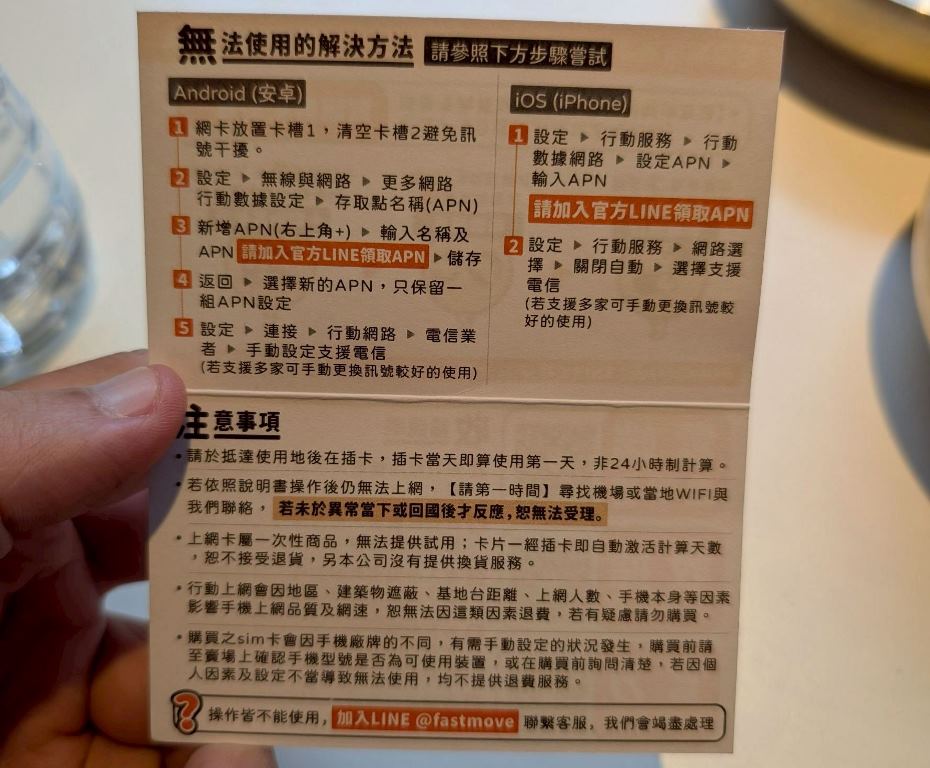 無法使用的解決方法 請參照下方步驟嘗試
Android (安卓)
1 網卡放置卡槽1，清空卡槽2避免訊
號干擾。
2 設定 ▶ 無線與網路 ▶ 更多網路
行動數據設定 ▶ 存取點名稱(APN)
3 新增APN(右上角+) ▶ 輸入名稱及
APN 請加入官方LINE領取APN ▶ 儲存
4 返回 ▶ 選擇新的APN，只保留一
組APN設定
5 設定 ▶ 連接 ▶ 行動網路 ▶ 電信業
者 ▶ 手動設定支援電信
(若支援多家可手動更換訊號較好的使用)
iOS (iPhone)
1 設定 ▶ 行動服務 ▶ 行動
數據網路 ▶ 設定APN ▶
輸入APN
請加入官方LINE領取APN
2 設定 ▶ 行動服務 ▶ 網路選
擇 ▶ 關閉自動 ▶ 選擇支援
電信
(若支援多家可手動更換訊號較
好的使用)
注意事項
•請於抵達使用地後在插卡，插卡當天即算使用第一天，非24小時制計算。
•若依照說明書操作後仍無法上網，【請第一時間】尋找機場或當地WIFI與
我們聯絡，若未於異常當下或回國後才反應,恕無法受理。
•上網卡屬一次性商品，無法提供試用；卡片一經插卡即自動激活計算天數
，恕不接受退貨，另本公司沒有提供換貨服務。
•行動上網會因地區、建築物遮蔽、基地台距離、上網人數、手機本身等因素
影響手機上網品質及網速，恕無法因這類因素退費，若有疑慮請勿購買。
•購買之sim卡會因手機廠牌的不同，有需手動設定的狀況發生，購買前請
至賣場上確認手機型號是否為可使用裝置，或在購買前詢問清楚，若因個
人因素及設定不當導致無法使用，均不提供退費服務。
? 操作皆不能使用, 加入LINE @fastmove 聯繫客服, 我們會竭盡處理